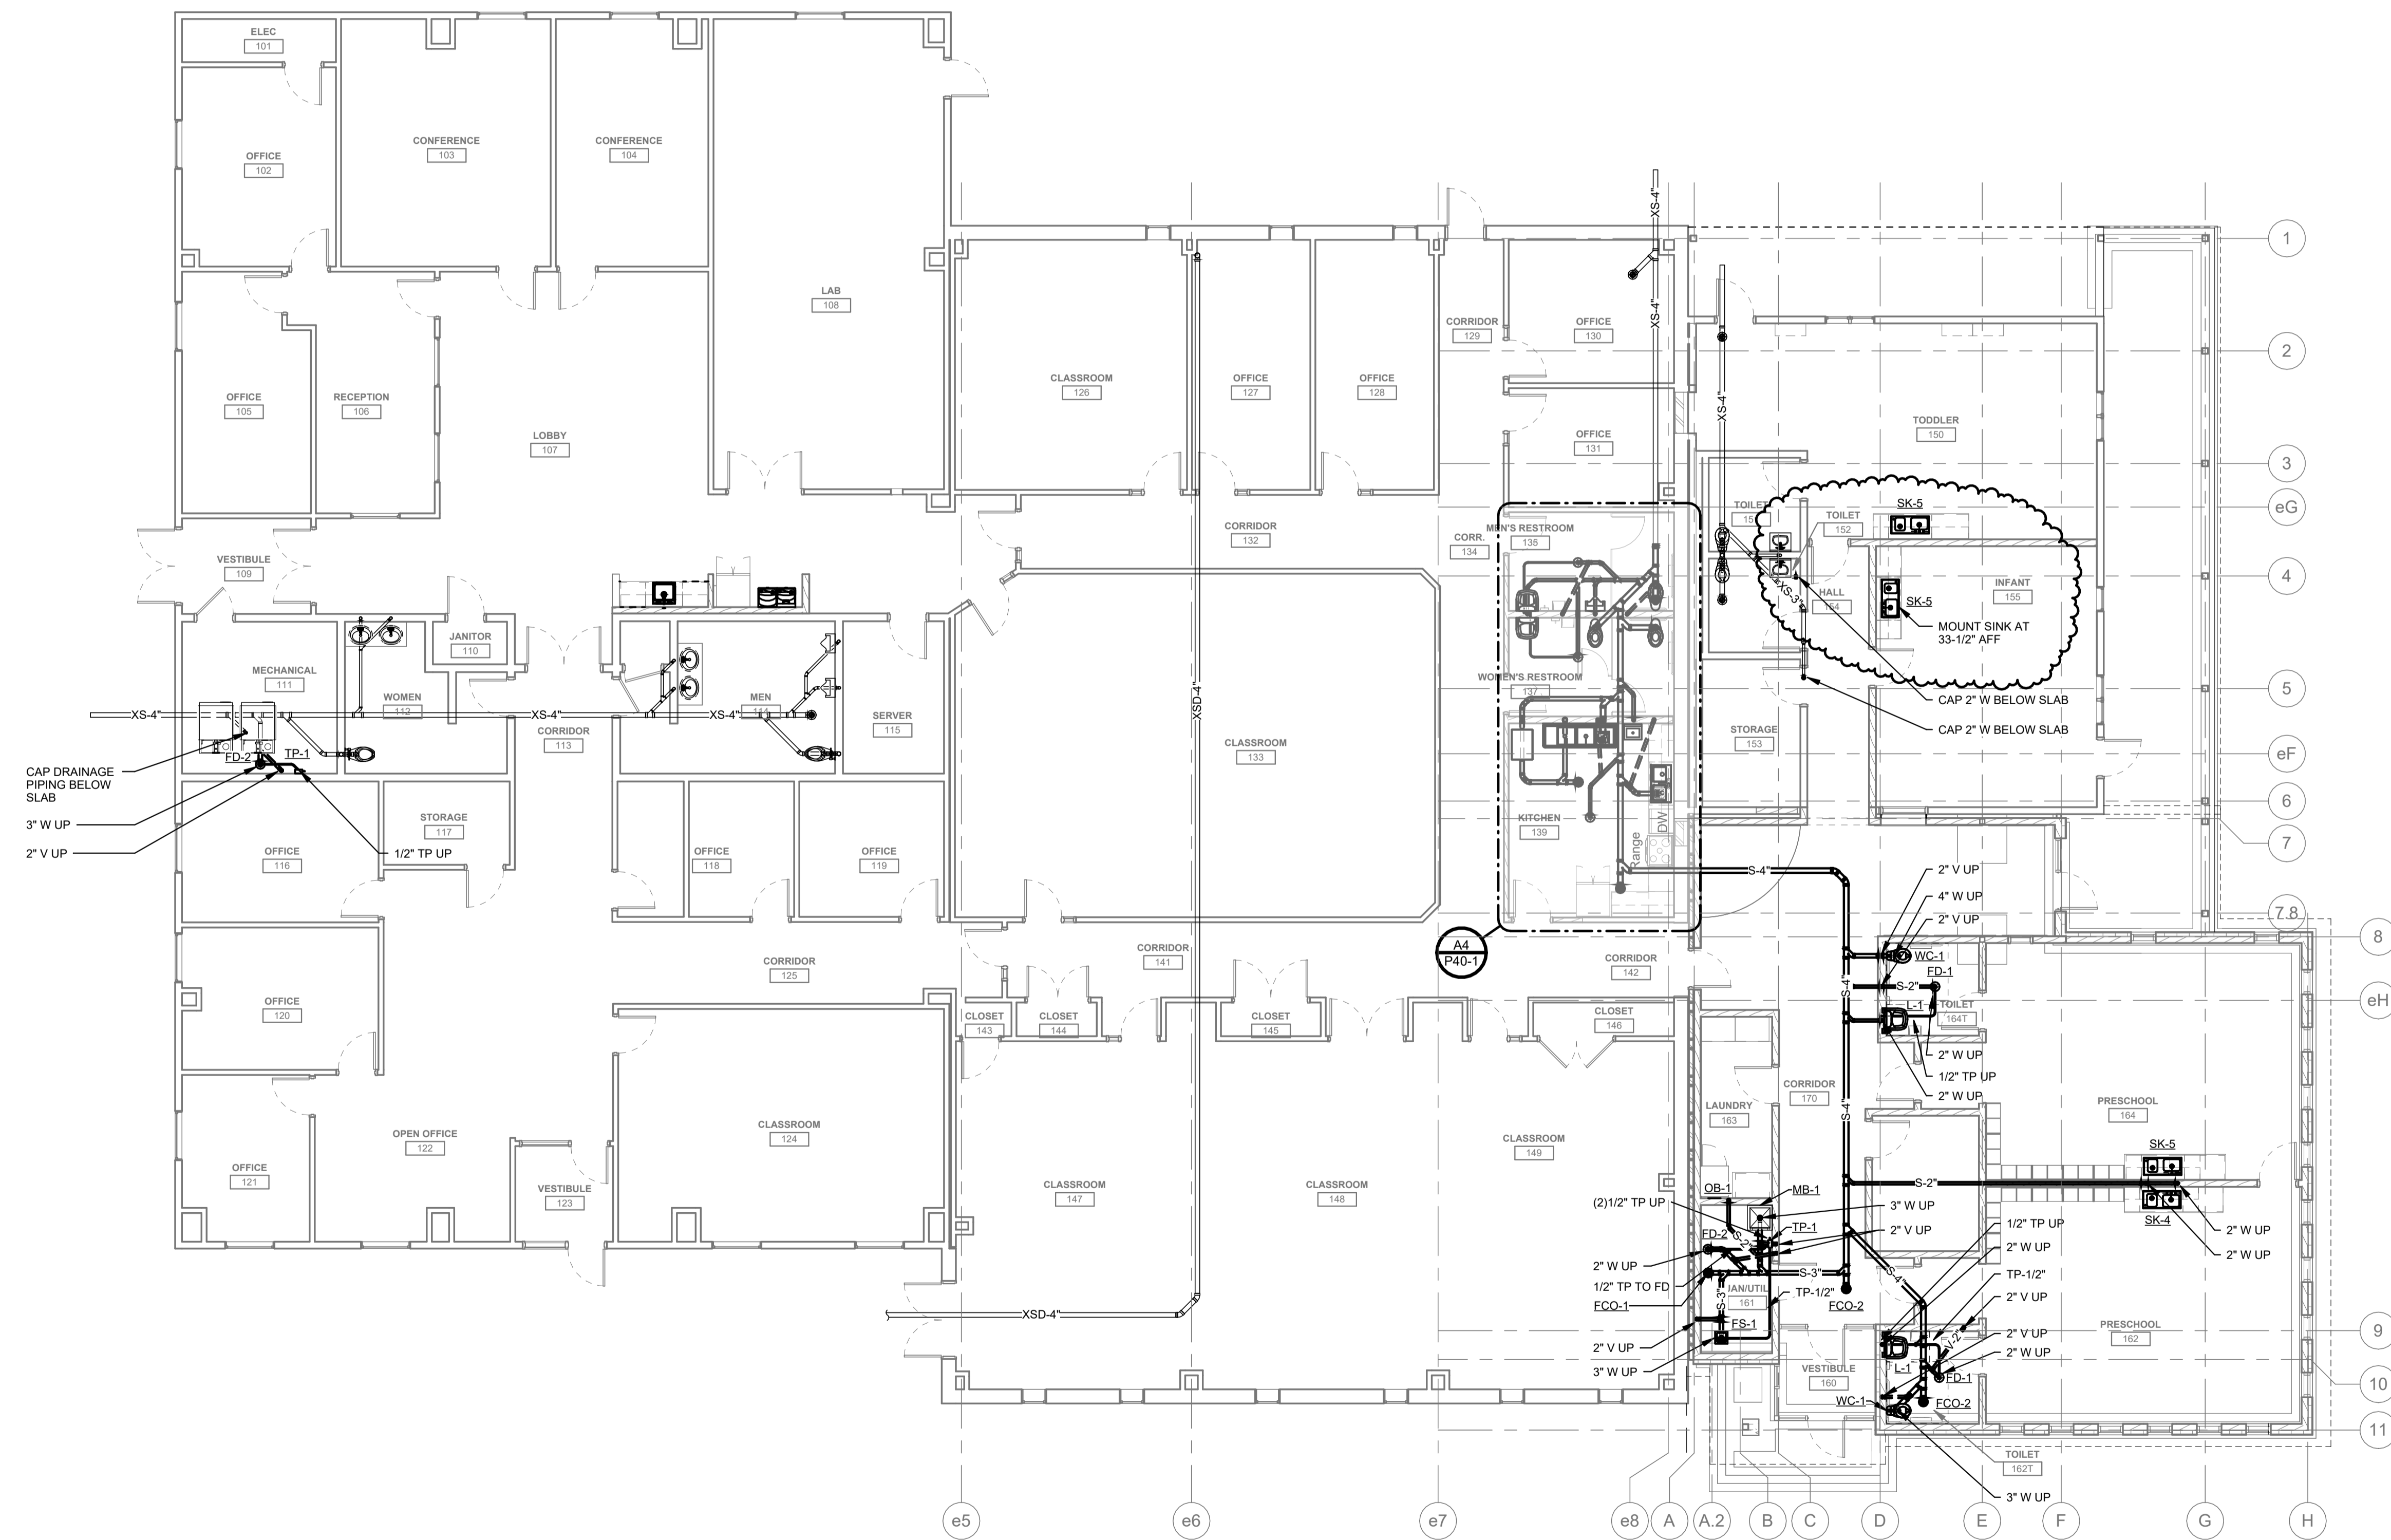 ELEC
101
OFFICE
102
CONFERENCE
103
CONFERENCE
104
LAB
108
OFFICE
105
RECEPTION
106
LOBBY
107
VESTIBULE
109
JANITOR
110
MECHANICAL
111
WOMEN
112
CORRIDOR
113
MEN
114
SERVER
115
XS-4"
XS-4"
XS-4"
FD-2
TP-1
CAP DRAINAGE
PIPING BELOW
SLAB
3" W UP
2" V UP
1/2" TP UP
OFFICE
116
STORAGE
117
OFFICE
118
OFFICE
119
OFFICE
120
OFFICE
121
OPEN OFFICE
122
VESTIBULE
123
CLASSROOM
124
CORRIDOR
125
CLASSROOM
126
OFFICE
127
OFFICE
128
CORRIDOR
129
OFFICE
130
OFFICE
131
CORRIDOR
132
CLASSROOM
133
CORR.
134
MEN'S RESTROOM
135
WOMEN'S RESTROOM
137
KITCHEN
139
Range
DW
A4
P40-1
XS-4"
XS-4"
XS-4"
XSD-4"
XSD-4"
CORRIDOR
141
CORRIDOR
142
CLOSET
143
CLOSET
144
CLOSET
145
CLOSET
146
CLASSROOM
147
CLASSROOM
148
CLASSROOM
149
TODDLER
150
TOILET
151
TOILET
152
STORAGE
153
HALL
154
INFANT
155
SK-5
SK-5
XS-3"
MOUNT SINK AT
33-1/2" AFF
CAP 2" W BELOW SLAB
CAP 2" W BELOW SLAB
S-4"
2" V UP
4" W UP
2" V UP
WC-1
FD-1
S-4"
S-2"
L-1
TOILET
164T
2" W UP
1/2" TP UP
2" W UP
S-4"
LAUNDRY
163
CORRIDOR
170
PRESCHOOL
164
SK-5
S-2"
SK-4
2" W UP
2" W UP
OB-1
MB-1
(2)1/2" TP UP
3" W UP
TP-1
2" V UP
FD-2
S-2"
2" W UP
1/2" TP TO FD
FCO-1
S-3"
S-3"
JAN/UTIL
161
TP-1/2"
FS-1
2" V UP
3" W UP
FCO-2
S-4"
1/2" TP UP
2" W UP
TP-1/2"
2" V UP
2" V UP
2" W UP
V-2"
L-1
FD-1
WC-1
FCO-2
VESTIBULE
160
PRESCHOOL
162
TOILET
162T
3" W UP
1
2
3
eG
4
5
eF
6
7
7.8
8
eH
9
10
11
e5
e6
e7
e8
A
A.2
B
C
D
E
F
G
H